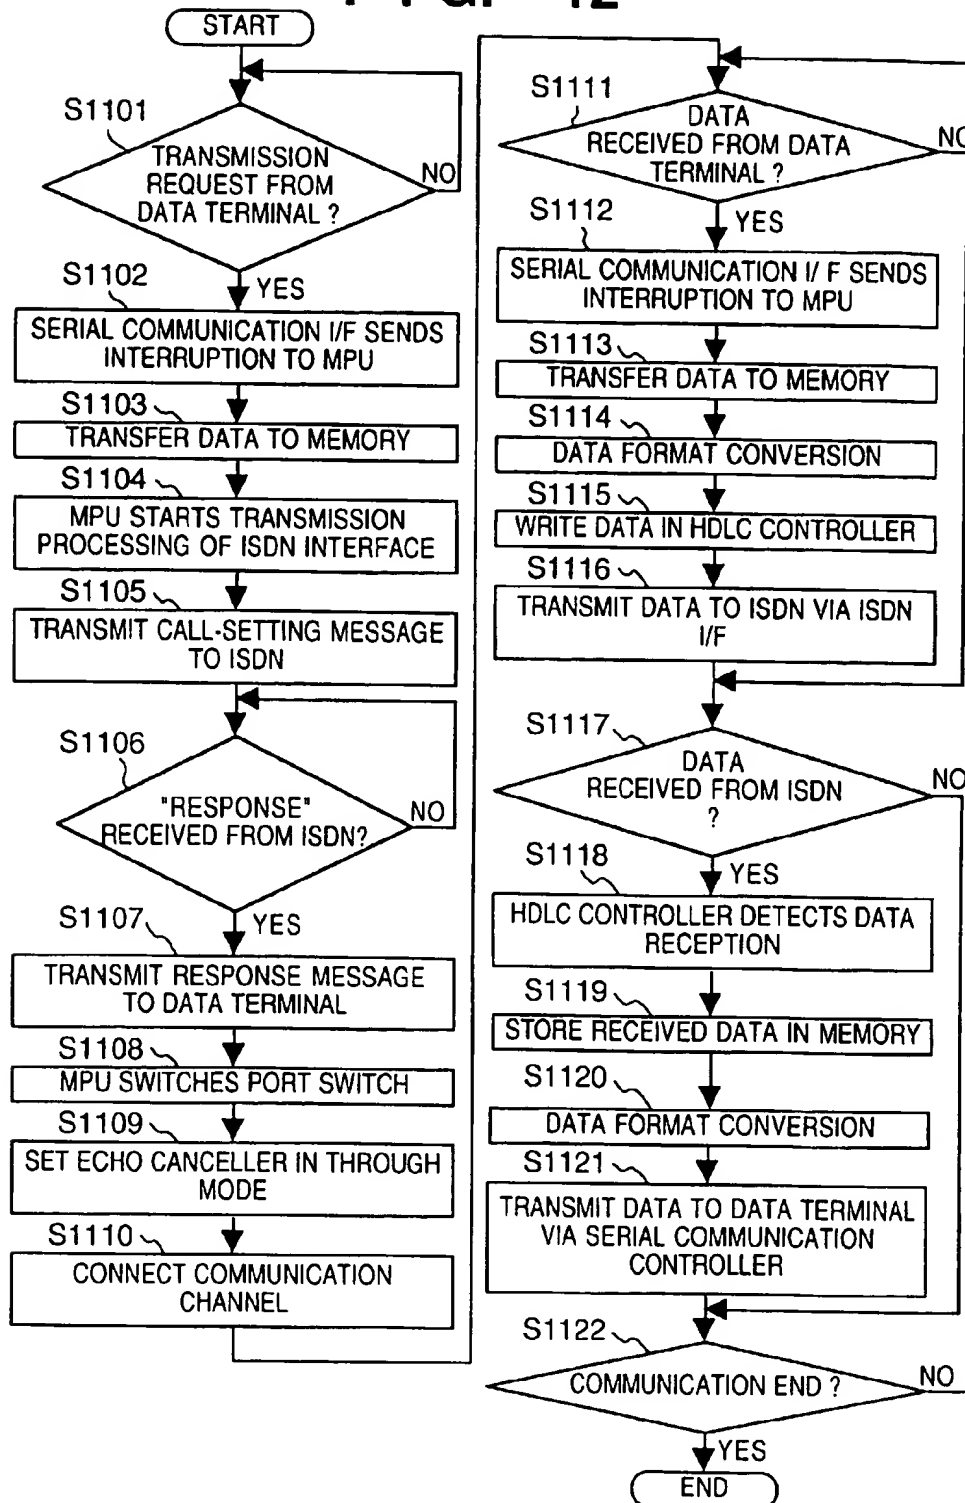 FIG. 12
START
S1101
TRANSMISSION
REQUEST FROM
DATA TERMINAL ?
NO
YES
S1102
SERIAL COMMUNICATION I/F SENDS
INTERRUPTION TO MPU
S1103
TRANSFER DATA TO MEMORY
S1104
MPU STARTS TRANSMISSION
PROCESSING OF ISDN INTERFACE
S1105
TRANSMIT CALL-SETTING MESSAGE
TO ISDN
S1106
"RESPONSE"
RECEIVED FROM ISDN?
NO
YES
S1107
TRANSMIT RESPONSE MESSAGE
TO DATA TERMINAL
S1108
MPU SWITCHES PORT SWITCH
S1109
SET ECHO CANCELLER IN THROUGH
MODE
S1110
CONNECT COMMUNICATION
CHANNEL
S1111
DATA
RECEIVED FROM DATA
TERMINAL ?
NO
YES
S1112
SERIAL COMMUNICATION I/ F SENDS
INTERRUPTION TO MPU
S1113
TRANSFER DATA TO MEMORY
S1114
DATA FORMAT CONVERSION
S1115
WRITE DATA IN HDLC CONTROLLER
S1116
TRANSMIT DATA TO ISDN VIA ISDN
I/F
S1117
DATA
RECEIVED FROM ISDN
?
NO
YES
S1118
HDLC CONTROLLER DETECTS DATA
RECEPTION
S1119
STORE RECEIVED DATA IN MEMORY
S1120
DATA FORMAT CONVERSION
S1121
TRANSMIT DATA TO DATA TERMINAL
VIA SERIAL COMMUNICATION
CONTROLLER
S1122
COMMUNICATION END ?
NO
YES
END